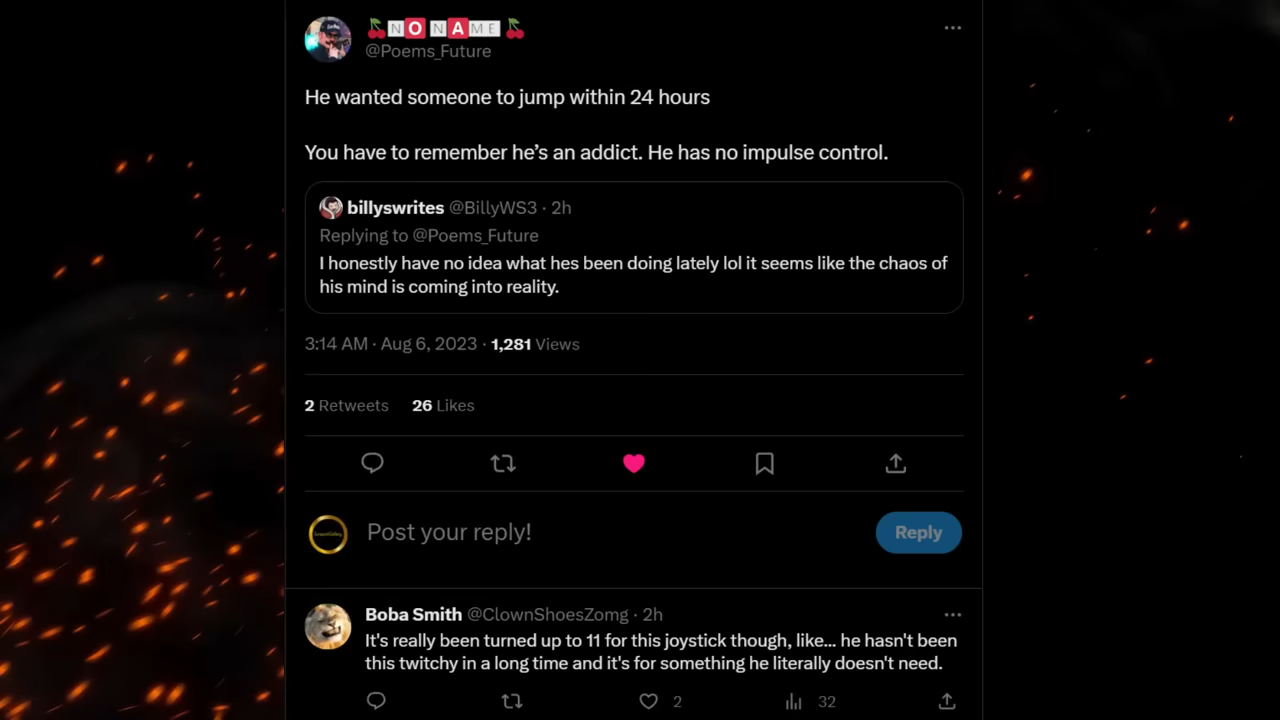 🍒NO NAME🍒
@Poems_Future
He wanted someone to jump within 24 hours
You have to remember he’s an addict. He has no impulse control.
billyswrites @BillyWS3 · 2h
Replying to @Poems_Future
I honestly have no idea what hes been doing lately lol it seems like the chaos of
his mind is coming into reality.
3:14 AM · Aug 6, 2023 · 1,281 Views
2 Retweets 26 Likes
Post your reply!
Reply
Boba Smith @ClownShoesZomg · 2h
It's really been turned up to 11 for this joystick though, like... he hasn't been
this twitchy in a long time and it's for something he literally doesn't need.
2 32